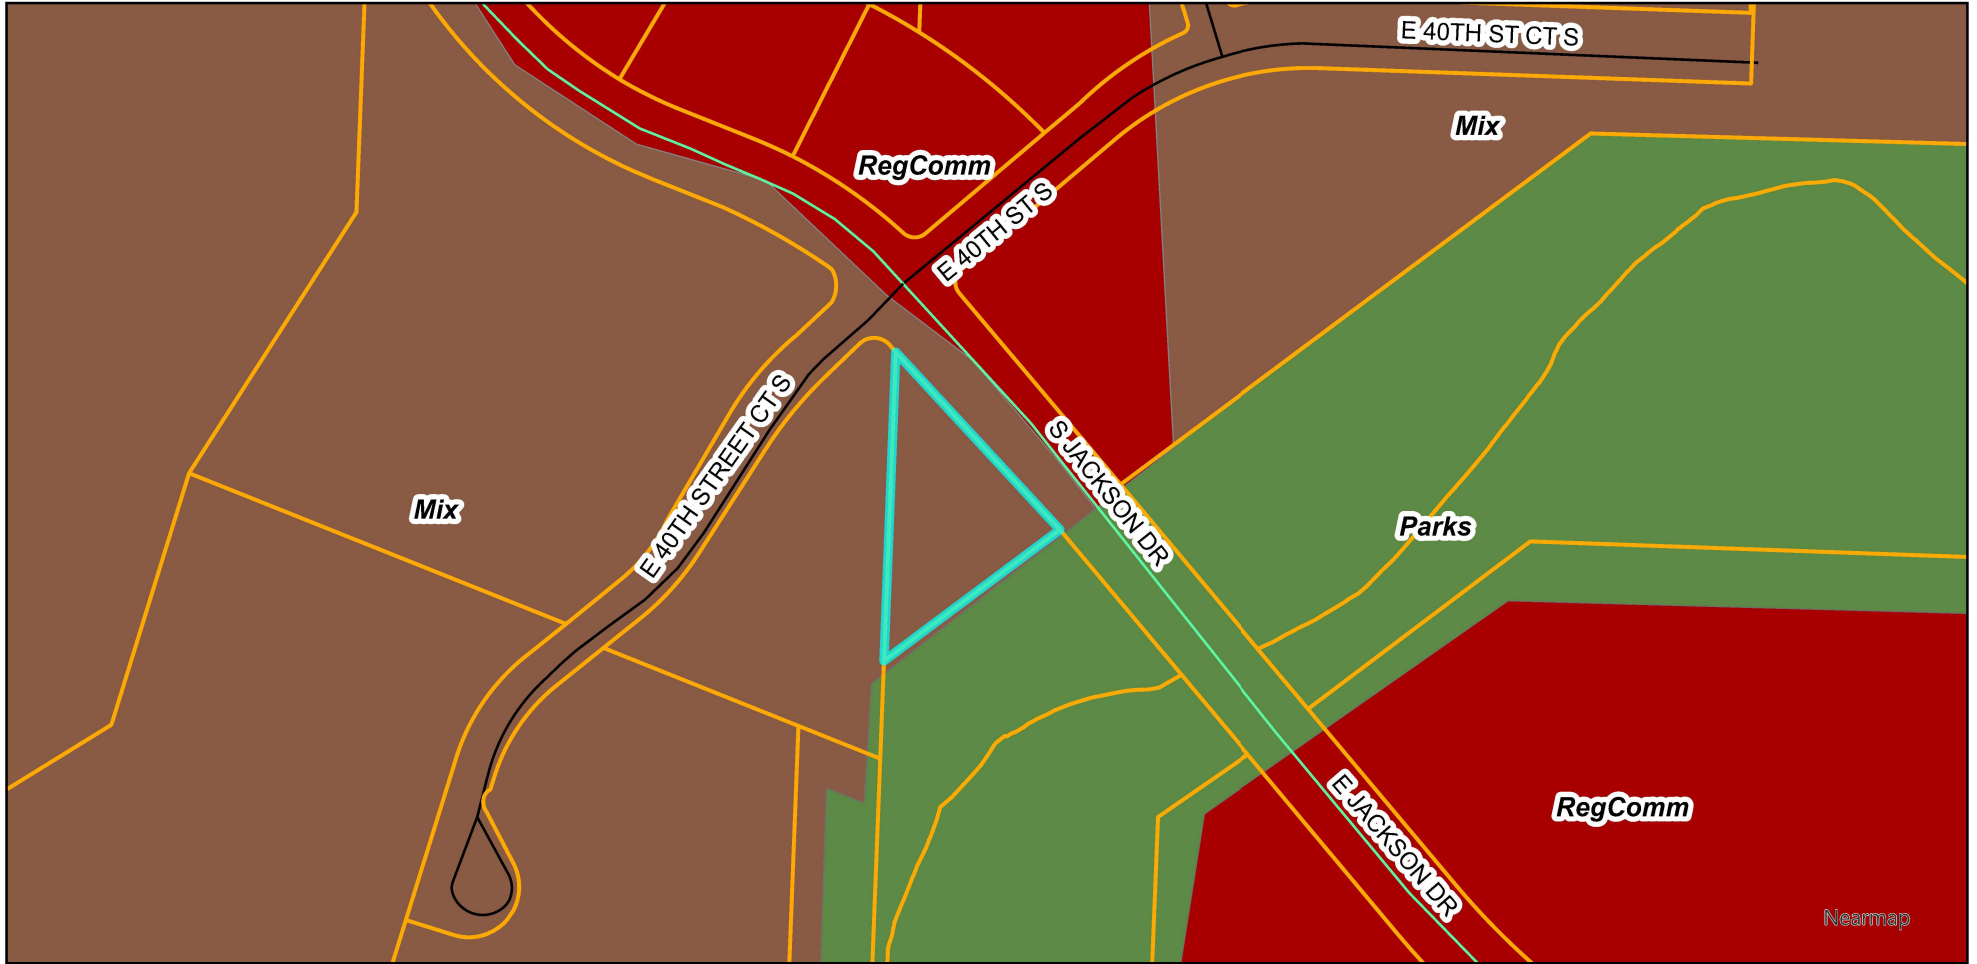 E 40TH ST CT S
Mix
RegComm
E 40TH ST S
E 40TH STREET CT S
S JACKSON DR
Mix
Parks
E JACKSON DR
RegComm
Nearmap